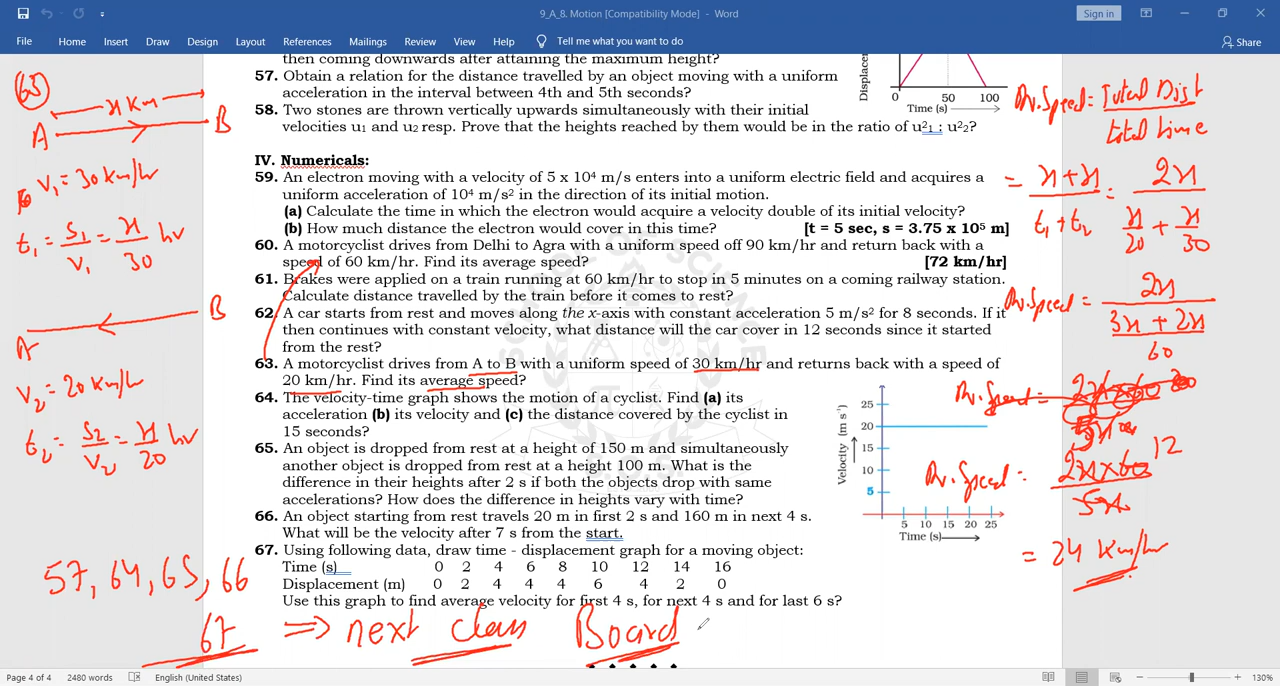 9_A_8. Motion [Compatibility Mode] - Word
Sign in
File Home Insert Draw Design Layout References Mailings Review View Help Tell me what you want to do
Share
then coming downwards after attaining the maximum height?
57. Obtain a relation for the distance travelled by an object moving with a uniform
acceleration in the interval between 4th and 5th seconds?
58. Two stones are thrown vertically upwards simultaneously with their initial
velocities u1 and u2 resp. Prove that the heights reached by them would be in the ratio of u²1 : u²2?
Displacem
0 50 100
Time (s)
IV. Numericals:
59. An electron moving with a velocity of 5 x 10⁴ m/s enters into a uniform electric field and acquires a
uniform acceleration of 10⁴ m/s² in the direction of its initial motion.
(a) Calculate the time in which the electron would acquire a velocity double of its initial velocity?
(b) How much distance the electron would cover in this time? [t = 5 sec, s = 3.75 x 10⁵ m]
60. A motorcyclist drives from Delhi to Agra with a uniform speed off 90 km/hr and return back with a
speed of 60 km/hr. Find its average speed? [72 km/hr]
61. Brakes were applied on a train running at 60 km/hr to stop in 5 minutes on a coming railway station.
Calculate distance travelled by the train before it comes to rest?
62. A car starts from rest and moves along the x-axis with constant acceleration 5 m/s² for 8 seconds. If it
then continues with constant velocity, what distance will the car cover in 12 seconds since it started
from the rest?
63. A motorcyclist drives from A to B with a uniform speed of 30 km/hr and returns back with a speed of
20 km/hr. Find its average speed?
64. The velocity-time graph shows the motion of a cyclist. Find (a) its
acceleration (b) its velocity and (c) the distance covered by the cyclist in
15 seconds?
65. An object is dropped from rest at a height of 150 m and simultaneously
another object is dropped from rest at a height 100 m. What is the
difference in their heights after 2 s if both the objects drop with same
accelerations? How does the difference in heights vary with time?
66. An object starting from rest travels 20 m in first 2 s and 160 m in next 4 s.
What will be the velocity after 7 s from the start.
67. Using following data, draw time - displacement graph for a moving object:
Time (s) 0 2 4 6 8 10 12 14 16
Displacement (m) 0 2 4 4 4 6 4 2 0
Use this graph to find average velocity for first 4 s, for next 4 s and for last 6 s?
Velocity (m s⁻¹)
25
20
15
10
5
5 10 15 20 25
Time (s)
63
x Km
A B
V₁ = 30 Km/hr
t₁ = S₁/V₁ = x/30 hr
B
A
V₂ = 20 Km/hr
t₂ = S₂/V₂ = x/20 hr
Av. Speed = Total Dist / total time
= x+x / t₁+t₂ = 2x / x/20 + x/30
Av. Speed = 2x / 3x+2x / 60
Av. Speed = 2x×60 / 5x 12
= 24 Km/hr
57, 64, 65, 66
67 ⇒ next class Board
Page 4 of 4 2480 words English (United States) 130%